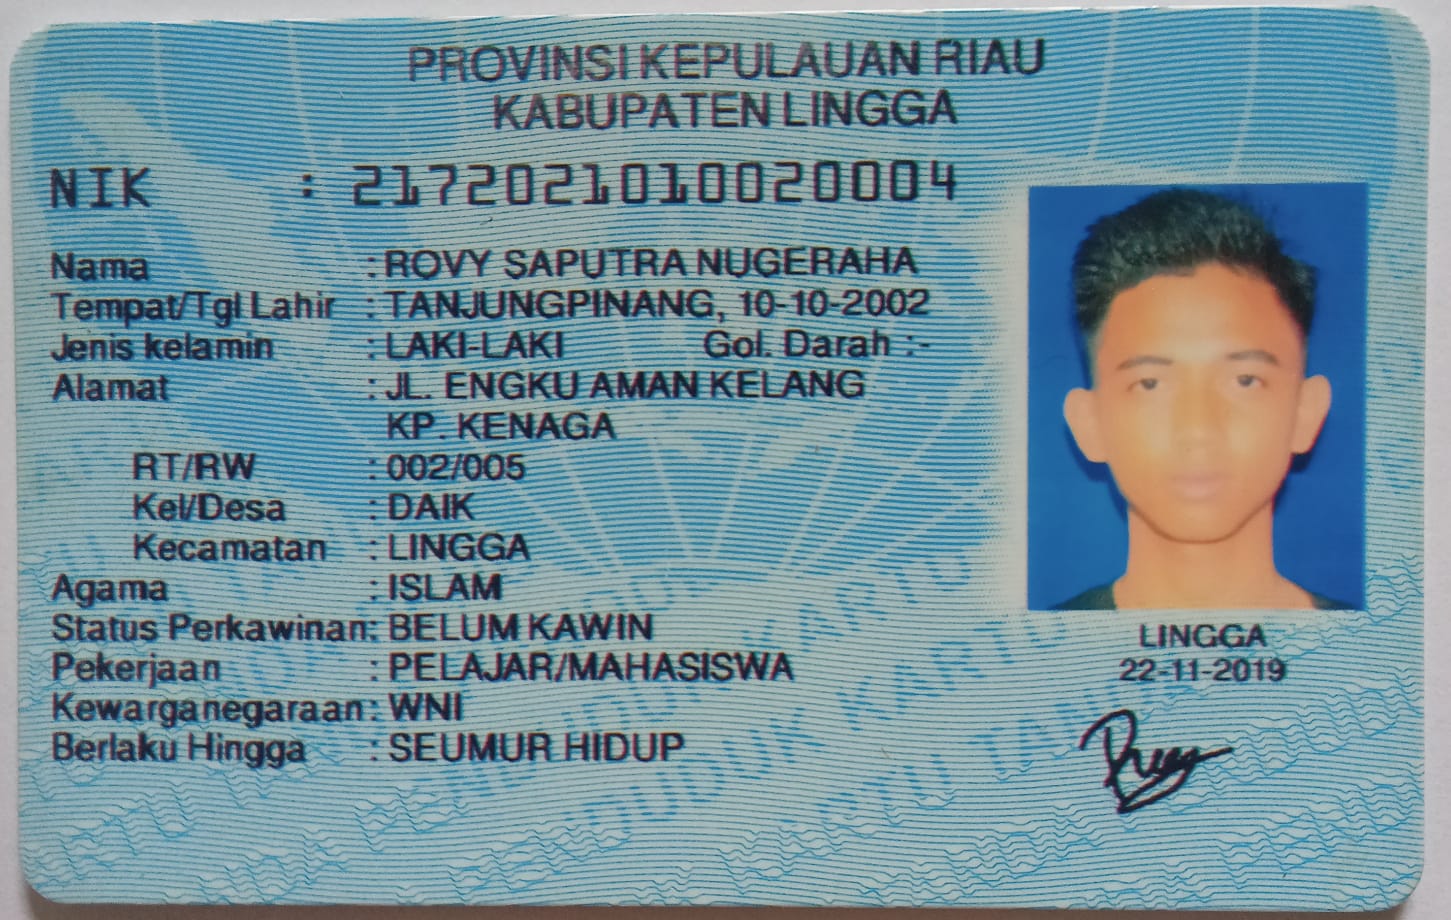 PROVINSI KEPULAUAN RIAU
KABUPATEN LINGGA
NIK : 2172021010020004
Nama : ROVY SAPUTRA NUGERAHA
Tempat/Tgl Lahir : TANJUNGPINANG, 10-10-2002
Jenis kelamin : LAKI-LAKI Gol. Darah :-
Alamat : JL. ENGKU AMAN KELANG
KP. KENAGA
RT/RW : 002/005
Kel/Desa : DAIK
Kecamatan : LINGGA
Agama : ISLAM
Status Perkawinan: BELUM KAWIN
Pekerjaan : PELAJAR/MAHASISWA
Kewarganegaraan: WNI
Berlaku Hingga : SEUMUR HIDUP
LINGGA
22-11-2019